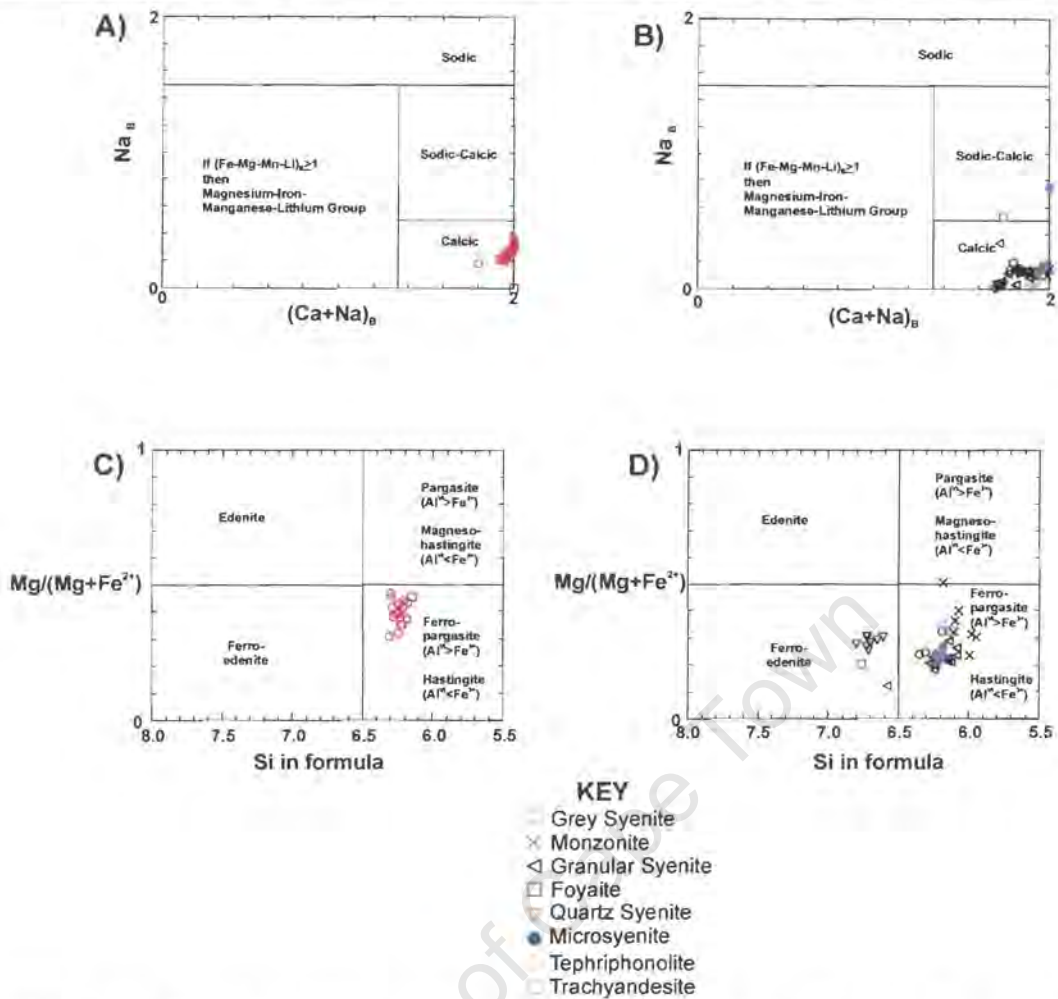 A)
2
Sodic
Na B
Sodic-Calcic
If (Fe-Mg-Mn-Li)B≥1
then
Magnesium-Iron-
Manganese-Lithium Group
Calcic
0
0
2
(Ca+Na)B
B)
2
Sodic
Na B
Sodic-Calcic
If (Fe-Mg-Mn-Li)B≥1
then
Magnesium-Iron-
Manganese-Lithium Group
Calcic
0
0
2
(Ca+Na)B
C)
1
Pargasite
(Alvi>Fe3+)
Edenite
Magneso-
hastingite
(Alvi<Fe3+)
Mg/(Mg+Fe2+)
Ferro-
pargasite
(Alvi>Fe3+)
Ferro-
edenite
Hastingite
(Alvi<Fe3+)
0
8.0 7.5 7.0 6.5 6.0 5.5
Si in formula
D)
1
Pargasite
(Alvi>Fe3+)
Edenite
Magneso-
hastingite
(Alvi<Fe3+)
Mg/(Mg+Fe2+)
Ferro-
pargasite
(Alvi>Fe3+)
Ferro-
edenite
Hastingite
(Alvi<Fe3+)
0
8.0 7.5 7.0 6.5 6.0 5.5
Si in formula
KEY
Grey Syenite
Monzonite
Granular Syenite
Foyaite
Quartz Syenite
Microsyenite
Tephriphonolite
Trachyandesite
of Cape Town